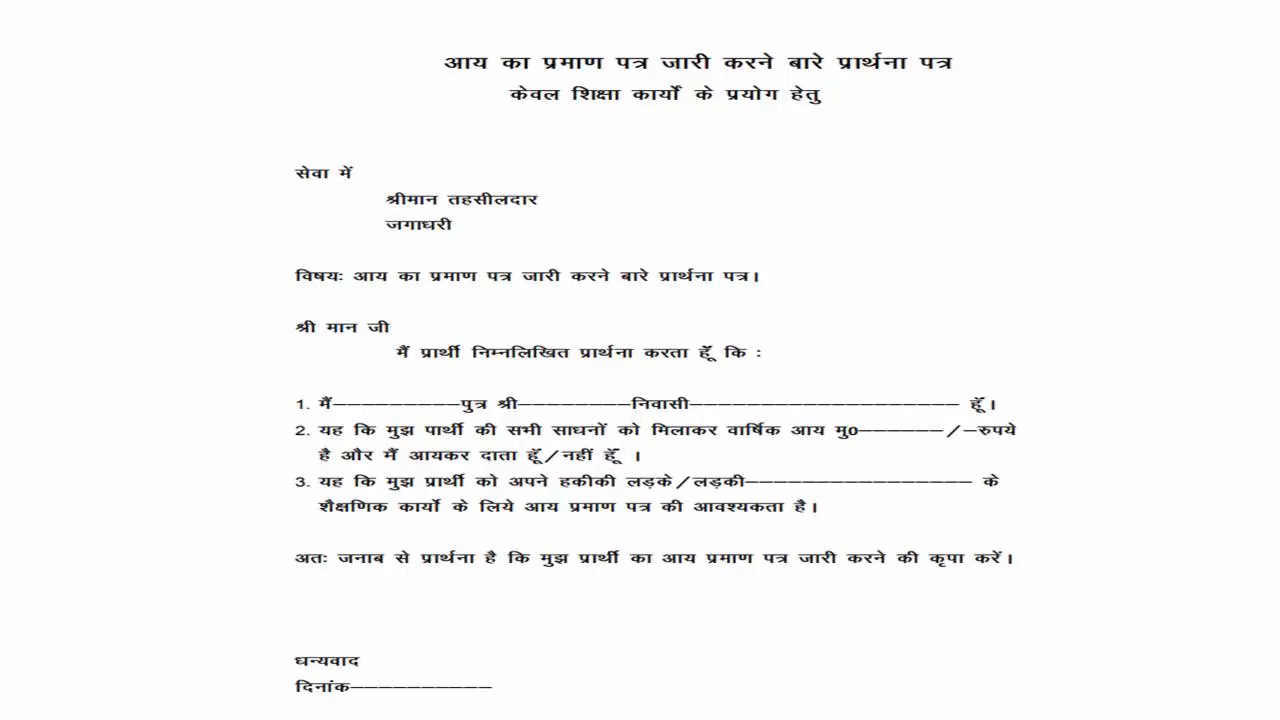 आय का प्रमाण पत्र जारी करने बारे प्रार्थना पत्र
केवल शिक्षा कार्यो के प्रयोग हेतु
सेवा में
श्रीमान तहसीलदार
जगाधरी
विषयः आय का प्रमाण पत्र जारी करने बारे प्रार्थना पत्र।
श्री मान जी
मैं प्रार्थी निम्नलिखित प्रार्थना करता हूॅं कि :
1. मैं—————————पुत्र श्री————————निवासी——————————————————— हूॅं।
2. यह कि मुझ पार्थी की सभी साधनों को मिलाकर वार्षिक आय मु0——————/—रुपये
है और मैं आयकर दाता हूॅं/नहीं हूॅं ।
3. यह कि मुझ प्रार्थी को अपने हकीकी लड़के/लड़की———————————————— के
शैक्षणिक कार्यो के लिये आय प्रमाण पत्र की आवश्यकता है।
अतः जनाब से प्रार्थना है कि मुझ प्रार्थी का आय प्रमाण पत्र जारी करने की कृपा करें।
धन्यवाद
दिनांक——————————